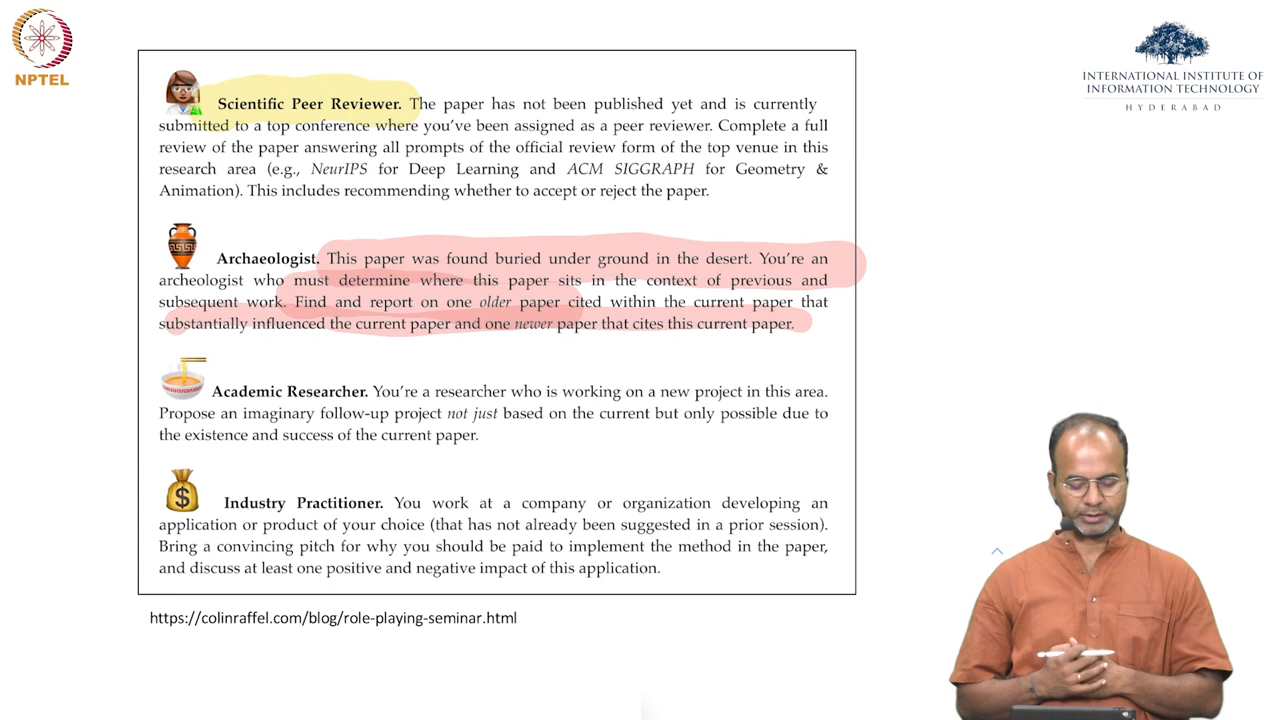 NPTEL
INTERNATIONAL INSTITUTE OF
INFORMATION TECHNOLOGY
HYDERABAD
Scientific Peer Reviewer. The paper has not been published yet and is currently
submitted to a top conference where you've been assigned as a peer reviewer. Complete a full
review of the paper answering all prompts of the official review form of the top venue in this
research area (e.g., NeurIPS for Deep Learning and ACM SIGGRAPH for Geometry &
Animation). This includes recommending whether to accept or reject the paper.
Archaeologist. This paper was found buried under ground in the desert. You're an
archeologist who must determine where this paper sits in the context of previous and
subsequent work. Find and report on one older paper cited within the current paper that
substantially influenced the current paper and one newer paper that cites this current paper.
Academic Researcher. You're a researcher who is working on a new project in this area.
Propose an imaginary follow-up project not just based on the current but only possible due to
the existence and success of the current paper.
$
Industry Practitioner. You work at a company or organization developing an
application or product of your choice (that has not already been suggested in a prior session).
Bring a convincing pitch for why you should be paid to implement the method in the paper,
and discuss at least one positive and negative impact of this application.
https://colinraffel.com/blog/role-playing-seminar.html